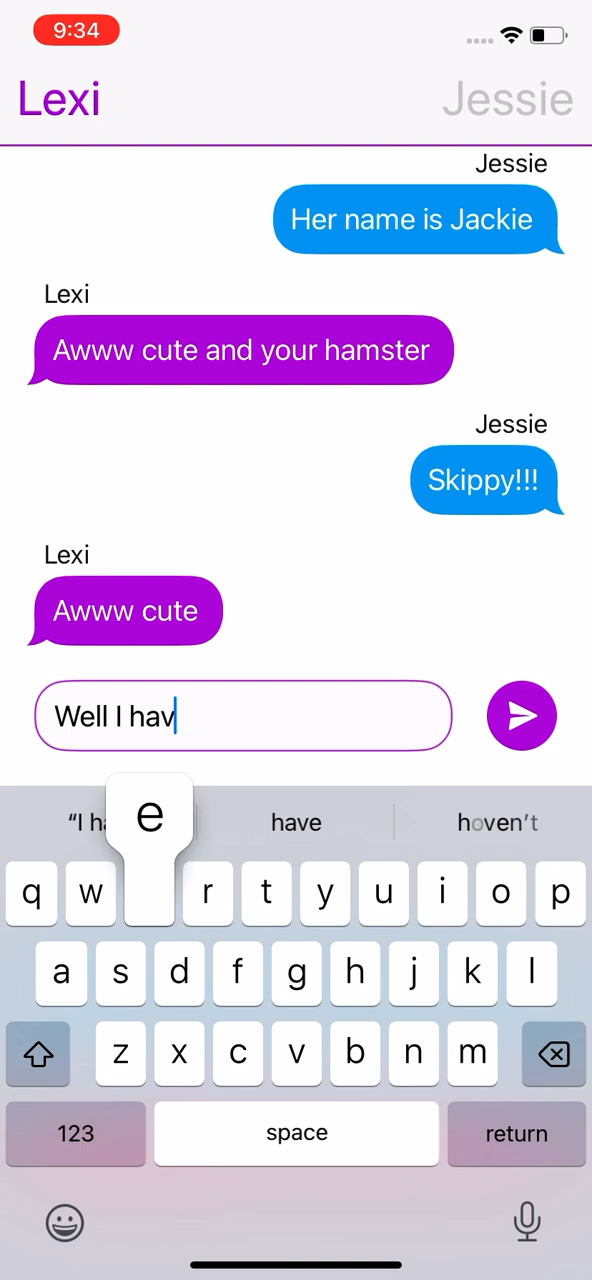 9:34
Lexi Jessie
Jessie
Her name is Jackie
Lexi
Awww cute and your hamster
Jessie
Skippy!!!
Lexi
Awww cute
Well I hav
e
have
q w r t y u i o p
a s d f g h j k l
z x c v b n m
123 space return